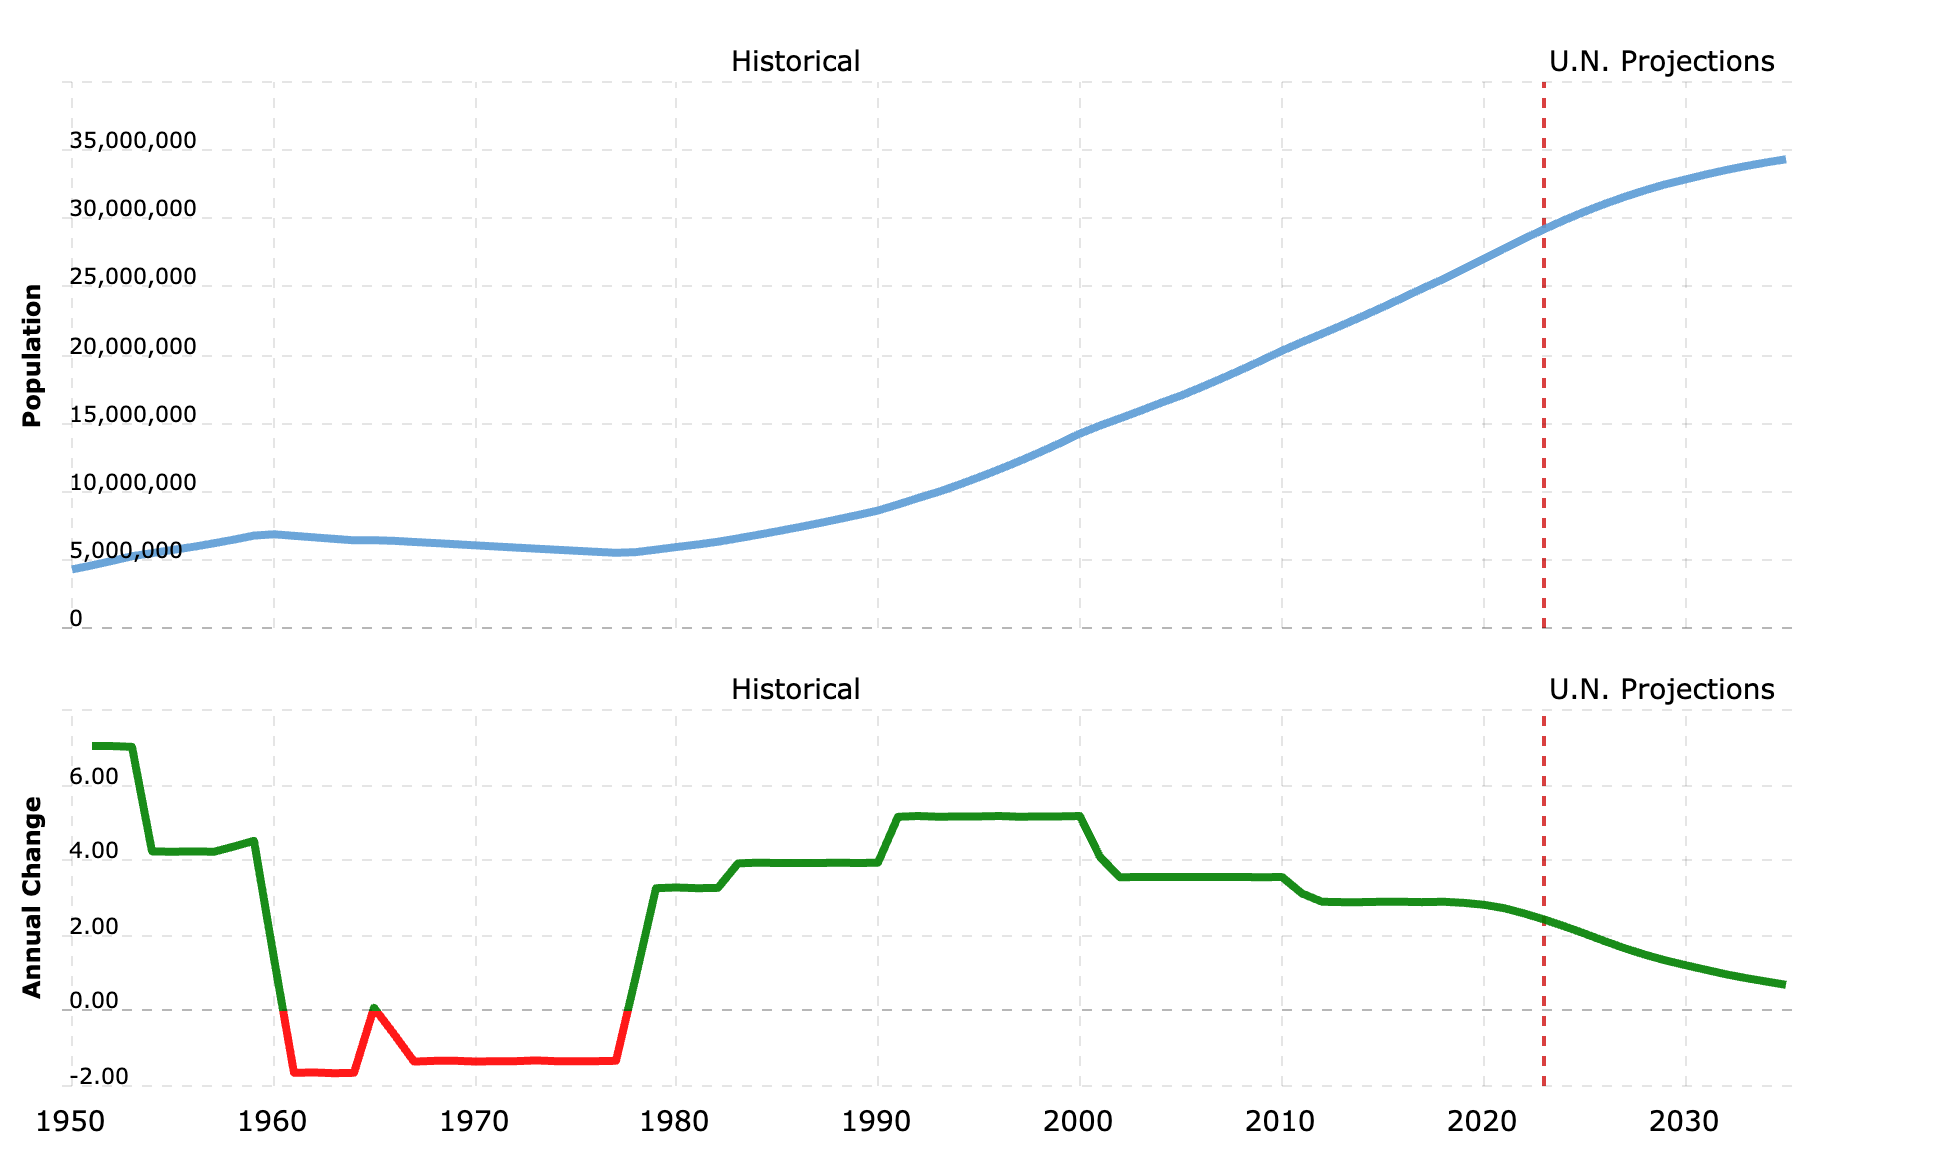 Historical
U.N. Projections
35,000,000
30,000,000
25,000,000
20,000,000
15,000,000
10,000,000
5,000,000
0
Population
Historical
U.N. Projections
6.00
4.00
2.00
0.00
-2.00
Annual Change
1950 1960 1970 1980 1990 2000 2010 2020 2030